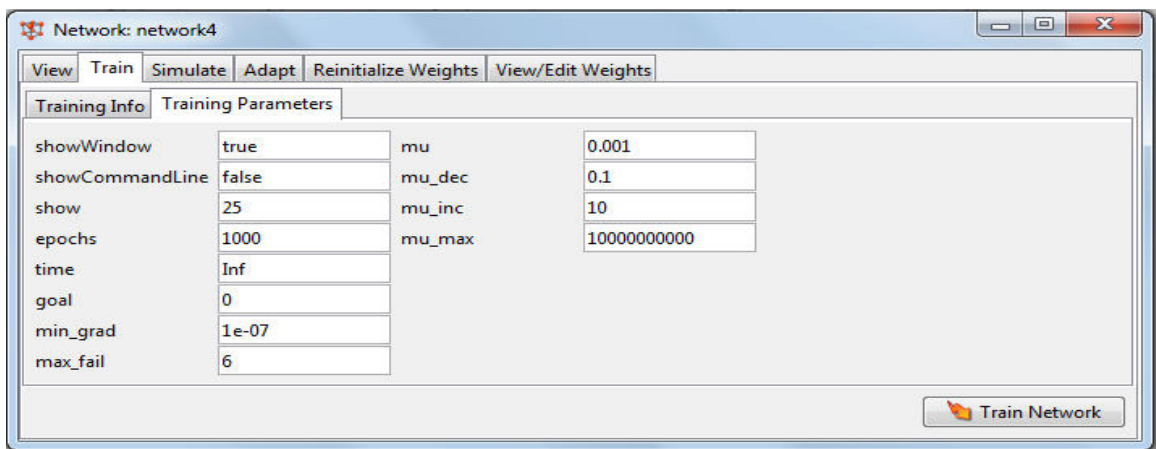 Network: network4
View Train Simulate Adapt Reinitialize Weights View/Edit Weights
Training Info Training Parameters
showWindow true mu 0.001
showCommandLine false mu_dec 0.1
show 25 mu_inc 10
epochs 1000 mu_max 10000000000
time Inf
goal 0
min_grad 1e-07
max_fail 6
Train Network